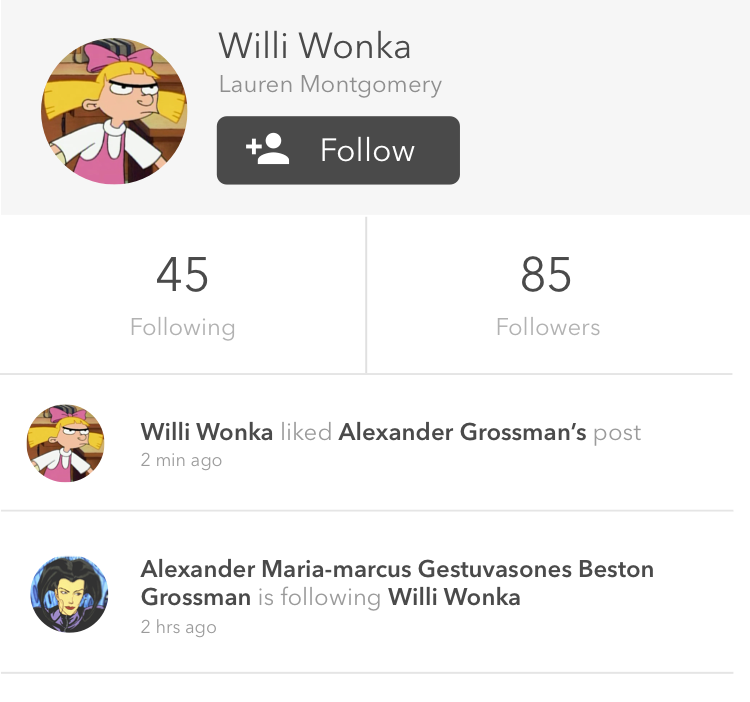 Willi Wonka
Lauren Montgomery
Follow
45
Following
85
Followers
Willi Wonka liked Alexander Grossman’s post
2 min ago
Alexander Maria-marcus Gestuvasones Beston
Grossman is following Willi Wonka
2 hrs ago